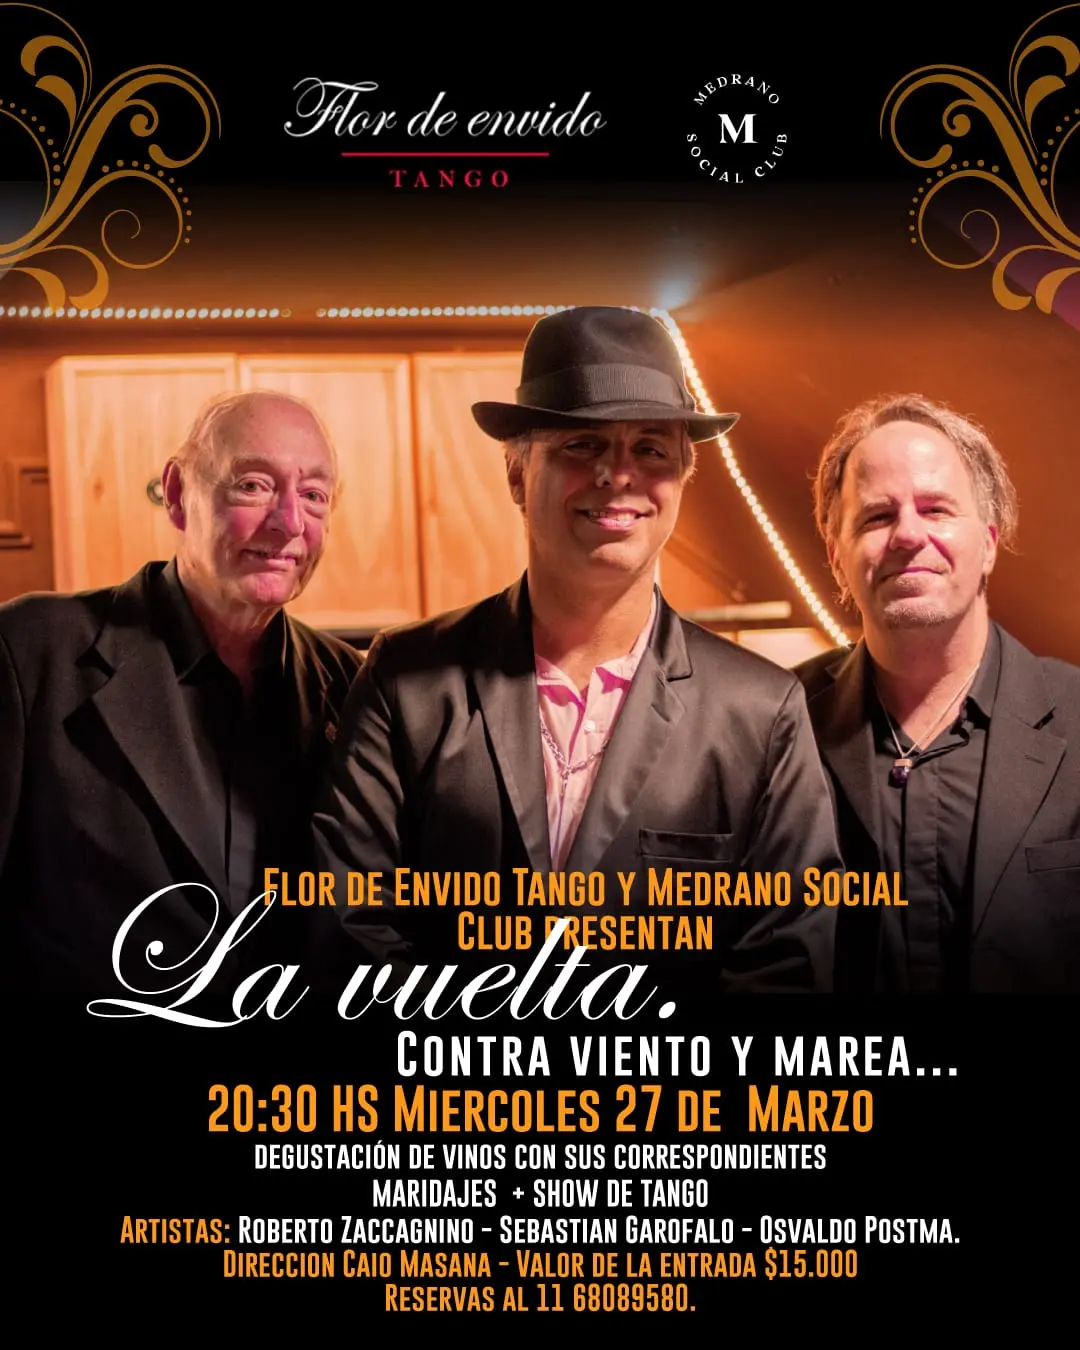 Flor de envido
TANGO
MEDRANO
M
SOCIAL CLUB
FLOR DE ENVIDO TANGO Y MEDRANO SOCIAL
CLUB PRESENTAN
La vuelta.
CONTRA VIENTO Y MAREA...
20:30 HS MIERCOLES 27 DE MARZO
DEGUSTACIÓN DE VINOS CON SUS CORRESPONDIENTES
MARIDAJES + SHOW DE TANGO
ARTISTAS: ROBERTO ZACCAGNINO - SEBASTIAN GAROFALO - OSVALDO POSTMA.
DIRECCION CAIO MASANA - VALOR DE LA ENTRADA $15.000
RESERVAS AL 11 68089580.